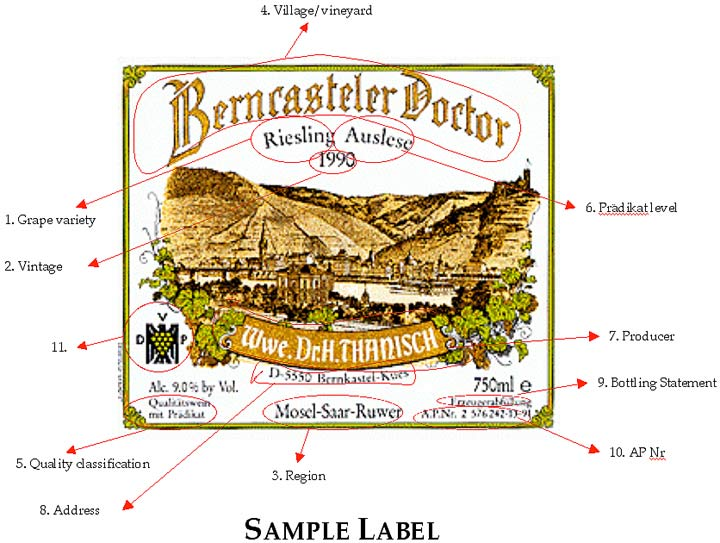 4. Village/vineyard
Berncasteler Doctor
Riesling Auslese
1990
1. Grape variety
6. Prädikat level
2. Vintage
11.
V
D P
Wwe. Dr. H. THANISCH
7. Producer
D-5550 Bernkastel-Kues
Alc. 9.0% by Vol.
750ml e
9. Bottling Statement
Qualitätswein
mit Prädikat
Mosel-Saar-Ruwer
Erzeugerabfüllung
A.P.Nr. 2 576 242-13-91
10. AP Nr
5. Quality classification
3. Region
8. Address
SAMPLE LABEL